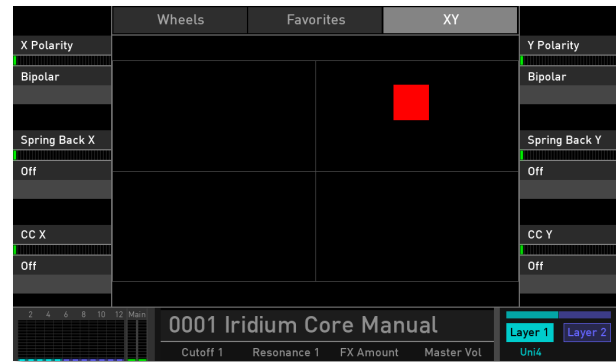 Wheels Favorites XY
X Polarity Y Polarity
Bipolar Bipolar
Spring Back X Spring Back Y
Off Off
CC X CC Y
Off Off
2 4 6 8 10 12 Main
0001 Iridium Core Manual
Layer 1 Layer 2
Cutoff 1 Resonance 1 FX Amount Master Vol Uni4